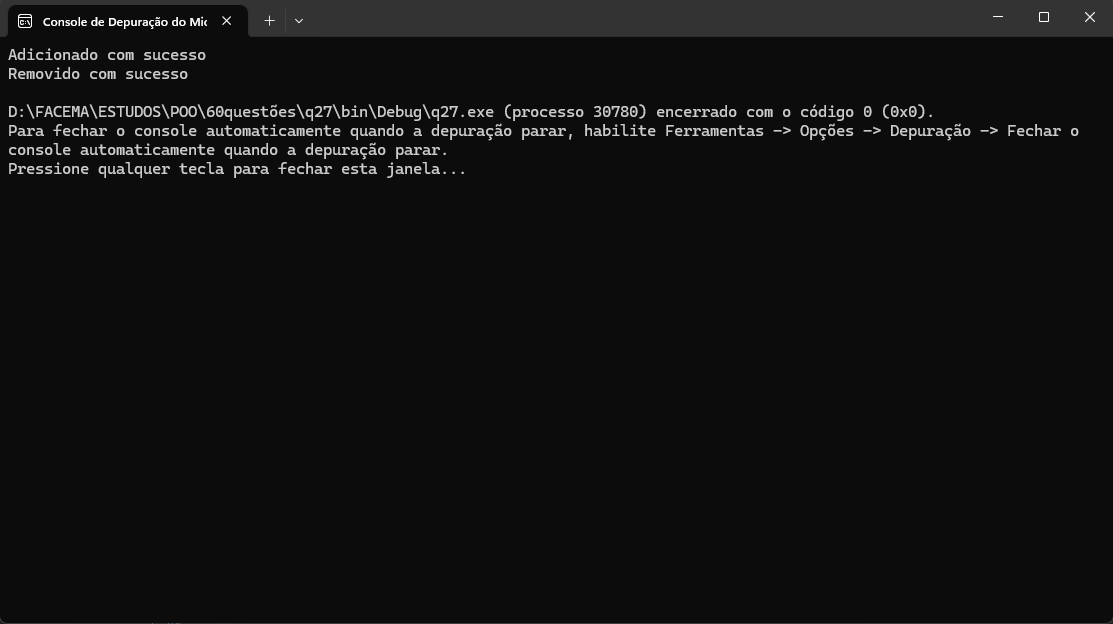 Console de Depuração do Mic
Adicionado com sucesso
Removido com sucesso
D:\FACEMA\ESTUDOS\POO\60questões\q27\bin\Debug\q27.exe (processo 30780) encerrado com o código 0 (0x0).
Para fechar o console automaticamente quando a depuração parar, habilite Ferramentas -> Opções -> Depuração -> Fechar o
console automaticamente quando a depuração parar.
Pressione qualquer tecla para fechar esta janela...